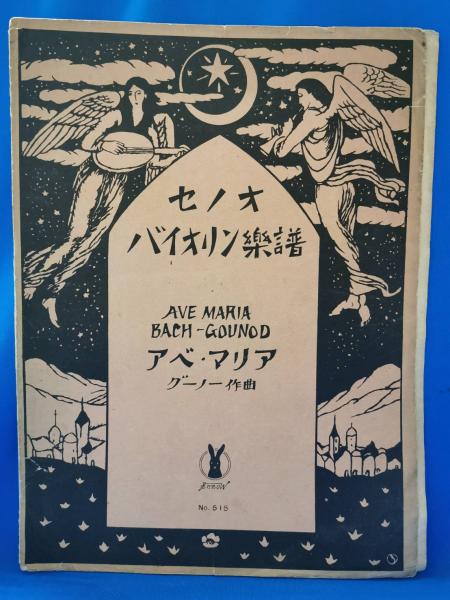 セノオ
バイオリン樂譜
AVE MARIA
BACH-GOUNOD
アベ・マリア
グーノー作曲
No. 515